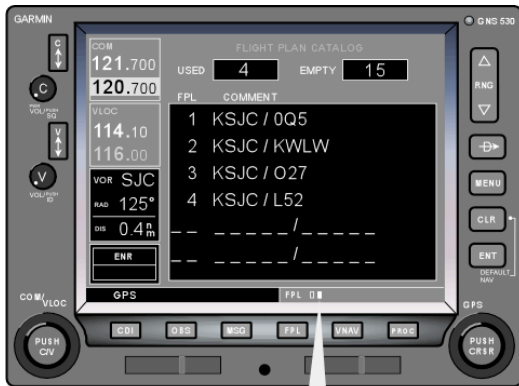 GARMIN
GNS 530
C
C
PWR
VOL/PUSH
SQ
V
V
VOL/PUSH
ID
COM/VLOC
PUSH
C/V
COM
121.700
120.700
VLOC
114.10
116.00
VOR SJC
RAD 125°
DIS 0.4 nm
ENR
GPS
FLIGHT PLAN CATALOG
USED 4 EMPTY 15
FPL COMMENT
1 KSJC / 0Q5
2 KSJC / KWLW
3 KSJC / O27
4 KSJC / L52
_ _ _ _ _ _ _ / _ _ _ _ _
_ _ _ _ _ _ _ / _ _ _ _ _
FPL
CDI OBS MSG FPL VNAV PROC
RNG
D
MENU
CLR
ENT
DEFAULT
NAV
GPS
PUSH
CRSR